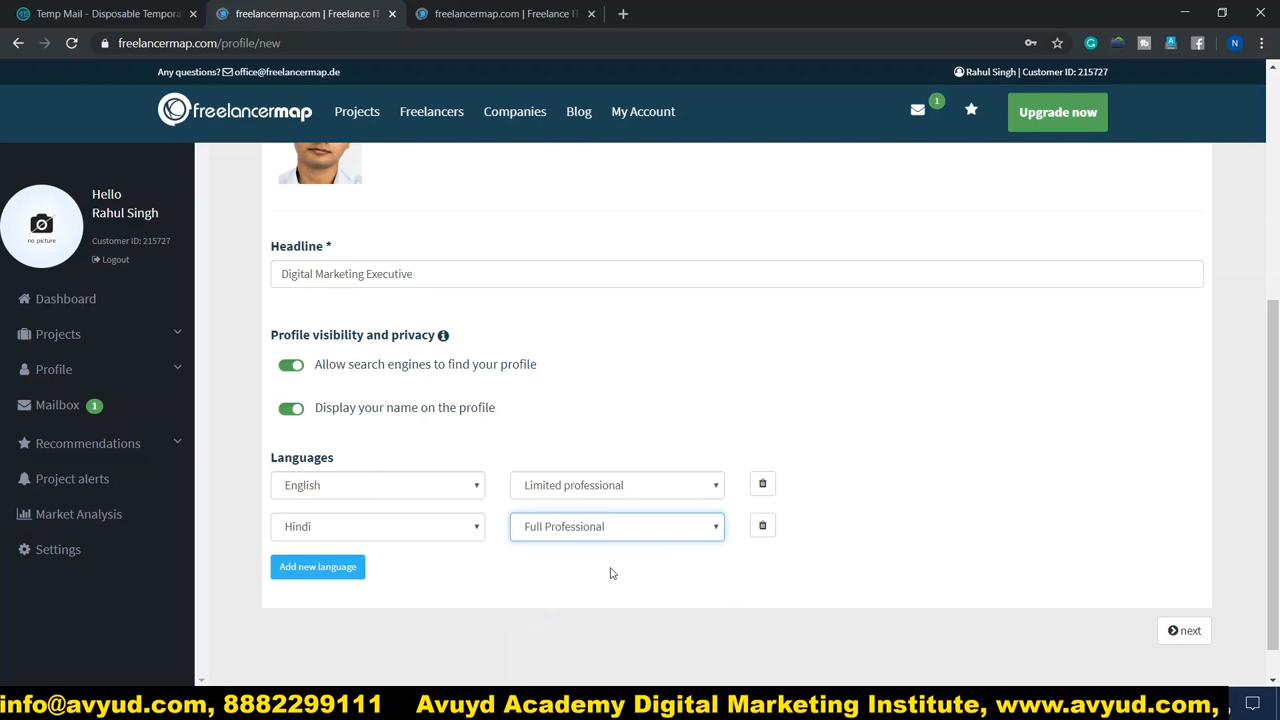 Temp Mail - Disposable Tempora
freelancermap.com | Freelance IT
freelancermap.com | Freelance IT
freelancermap.com/profile/new
N
Any questions? office@freelancermap.de
Rahul Singh | Customer ID: 215727
freelancermap
Projects
Freelancers
Companies
Blog
My Account
1
Upgrade now
no picture
Hello
Rahul Singh
Customer ID: 215727
Logout
Dashboard
Projects
Profile
Mailbox 1
Recommendations
Project alerts
Market Analysis
Settings
Headline *
Digital Marketing Executive
Profile visibility and privacy
Allow search engines to find your profile
Display your name on the profile
Languages
English Limited professional
Hindi Full Professional
Add new language
next
info@avyud.com, 8882299111 Avuyd Academy Digital Marketing Institute, www.avyud.com,